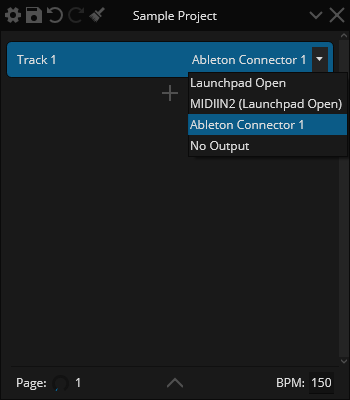 Sample Project
Track 1 Ableton Connector 1
Launchpad Open
MIDIIN2 (Launchpad Open)
Ableton Connector 1
No Output
Page: 1 BPM: 150